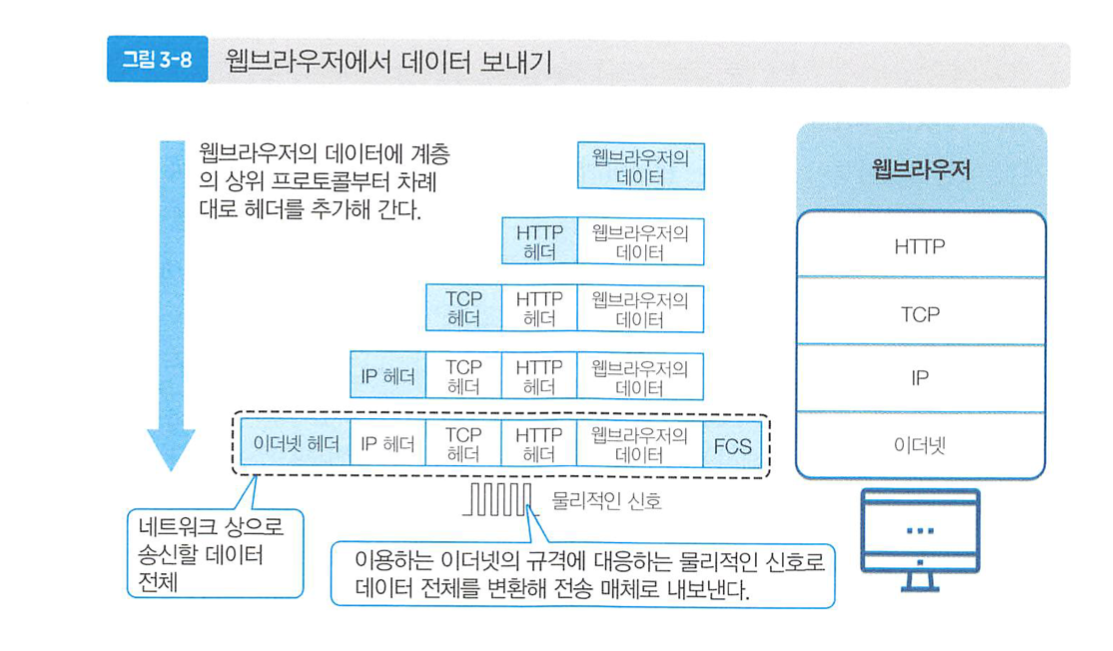 그림 3-8 웹브라우저에서 데이터 보내기
웹브라우저의 데이터에 계층
의 상위 프로토콜부터 차례
대로 헤더를 추가해 간다.
웹브라우저의
데이터
HTTP
헤더
웹브라우저의
데이터
TCP
헤더
HTTP
헤더
웹브라우저의
데이터
IP 헤더
TCP
헤더
HTTP
헤더
웹브라우저의
데이터
이더넷 헤더
IP 헤더
TCP
헤더
HTTP
헤더
웹브라우저의
데이터
FCS
물리적인 신호
네트워크 상으로
송신할 데이터
전체
이용하는 이더넷의 규격에 대응하는 물리적인 신호로
데이터 전체를 변환해 전송 매체로 내보낸다.
웹브라우저
HTTP
TCP
IP
이더넷